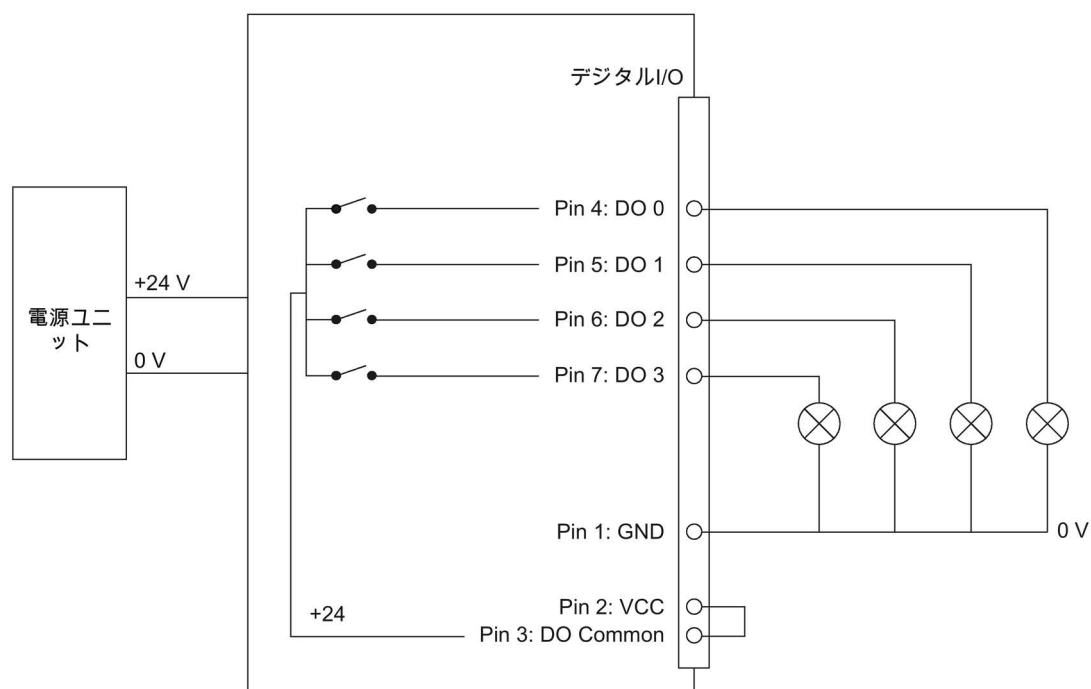 デジタルI/O
Pin 4: DO 0
Pin 5: DO 1
+24 V
電源ユニ
ット
Pin 6: DO 2
0 V
Pin 7: DO 3
Pin 1: GND
0 V
Pin 2: VCC
+24
Pin 3: DO Common